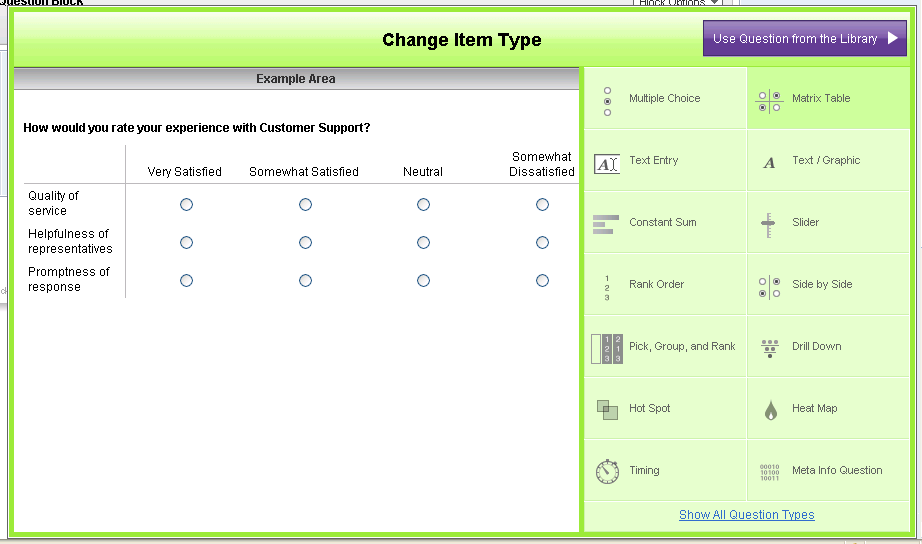 Question Block
Block Options
Change Item Type
Use Question from the Library
Example Area
How would you rate your experience with Customer Support?
Very Satisfied
Somewhat Satisfied
Neutral
Somewhat
Dissatisfied
Quality of
service
Helpfulness of
representatives
Promptness of
response
Multiple Choice
Matrix Table
Text Entry
Text / Graphic
Constant Sum
Slider
Rank Order
Side by Side
Pick, Group, and Rank
Drill Down
Hot Spot
Heat Map
Timing
Meta Info Question
Show All Question Types